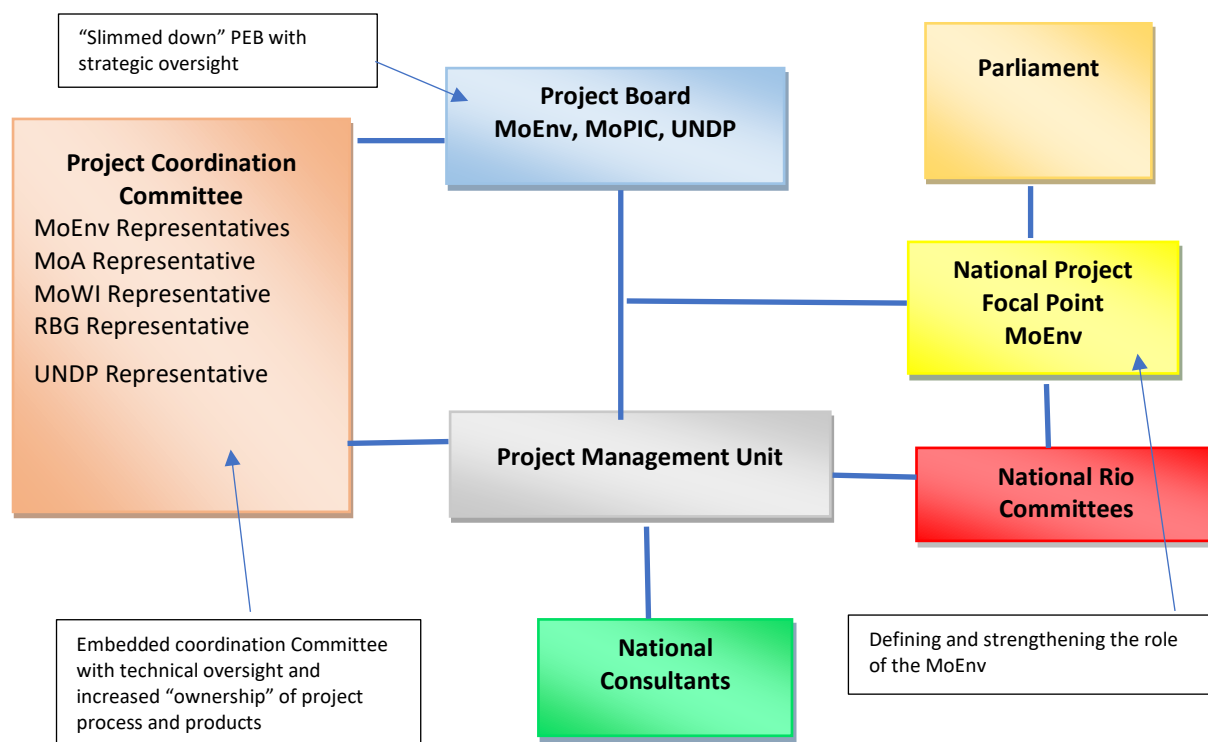 “Slimmed down” PEB with
strategic oversight
Project Board
MoEnv, MoPIC, UNDP
Parliament
Project Coordination
Committee
MoEnv Representatives
MoA Representative
MoWI Representative
RBG Representative
UNDP Representative
National Project
Focal Point
MoEnv
Project Management Unit
National Rio
Committees
Embedded coordination Committee
with technical oversight and
increased “ownership” of project
process and products
National
Consultants
Defining and strengthening the role
of the MoEnv